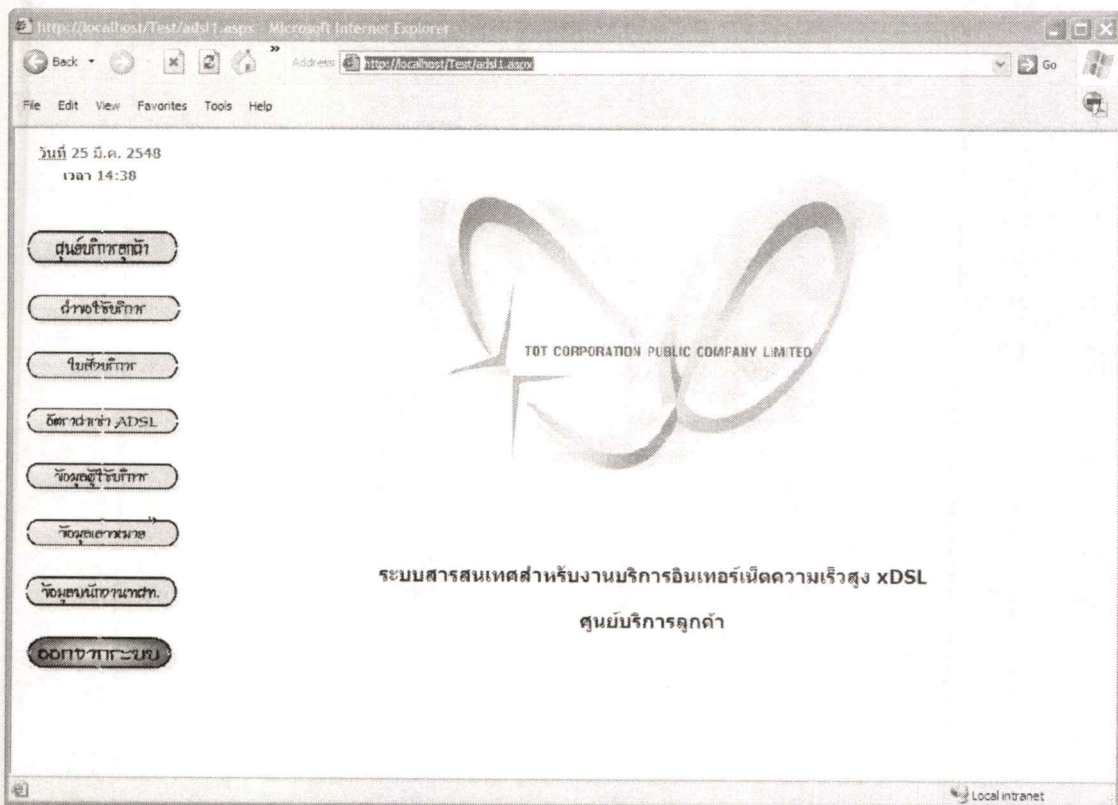 http://localhost/Test/adsl1.aspx - Microsoft Internet Explorer
Back
Address http://localhost/Test/adsl1.aspx Go
File Edit View Favorites Tools Help
วันที่ 25 มี.ค. 2548
เวลา 14:38
ศูนย์บริการลูกค้า
คำขอใช้บริการ
ใบสั่งบริการ
อัตราค่าเช่า ADSL
ข้อมูลผู้ใช้บริการ
ข้อมูลเลขหมาย
ข้อมูลพนักงานทศท.
ออกจากระบบ
TOT CORPORATION PUBLIC COMPANY LIMITED
ระบบสารสนเทศสำหรับงานบริการอินเทอร์เน็ตความเร็วสูง xDSL
ศูนย์บริการลูกค้า
Local intranet